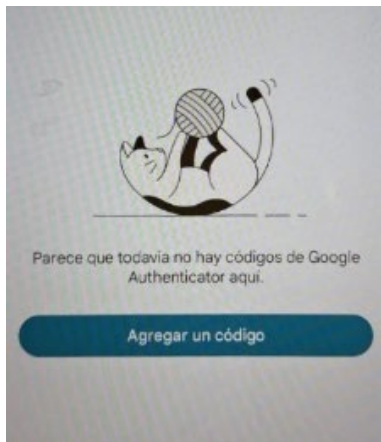 Parece que todavía no hay códigos de Google
Authenticator aquí.
Agregar un código